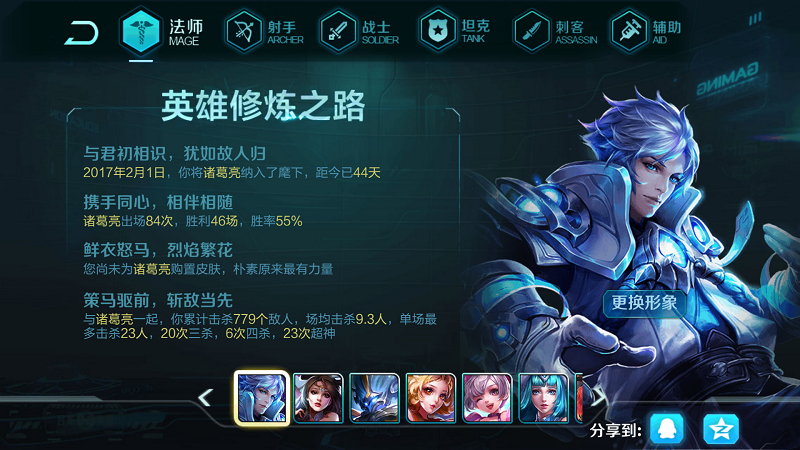 法师
MAGE
射手
ARCHER
战士
SOLDIER
坦克
TANK
刺客
ASSASSIN
辅助
AID
GAMING
英雄修炼之路
与君初相识，犹如故人归
2017年2月1日，你将诸葛亮纳入了麾下，距今已44天
携手同心，相伴相随
诸葛亮出场84次，胜利46场，胜率55%
鲜衣怒马，烈焰繁花
您尚未为诸葛亮购置皮肤，朴素原来最有力量
策马驱前，斩敌当先
与诸葛亮一起，你累计击杀779个敌人，场均击杀9.3人，单场最
多击杀23人，20次三杀，6次四杀，23次超神
更换形象
分享到: